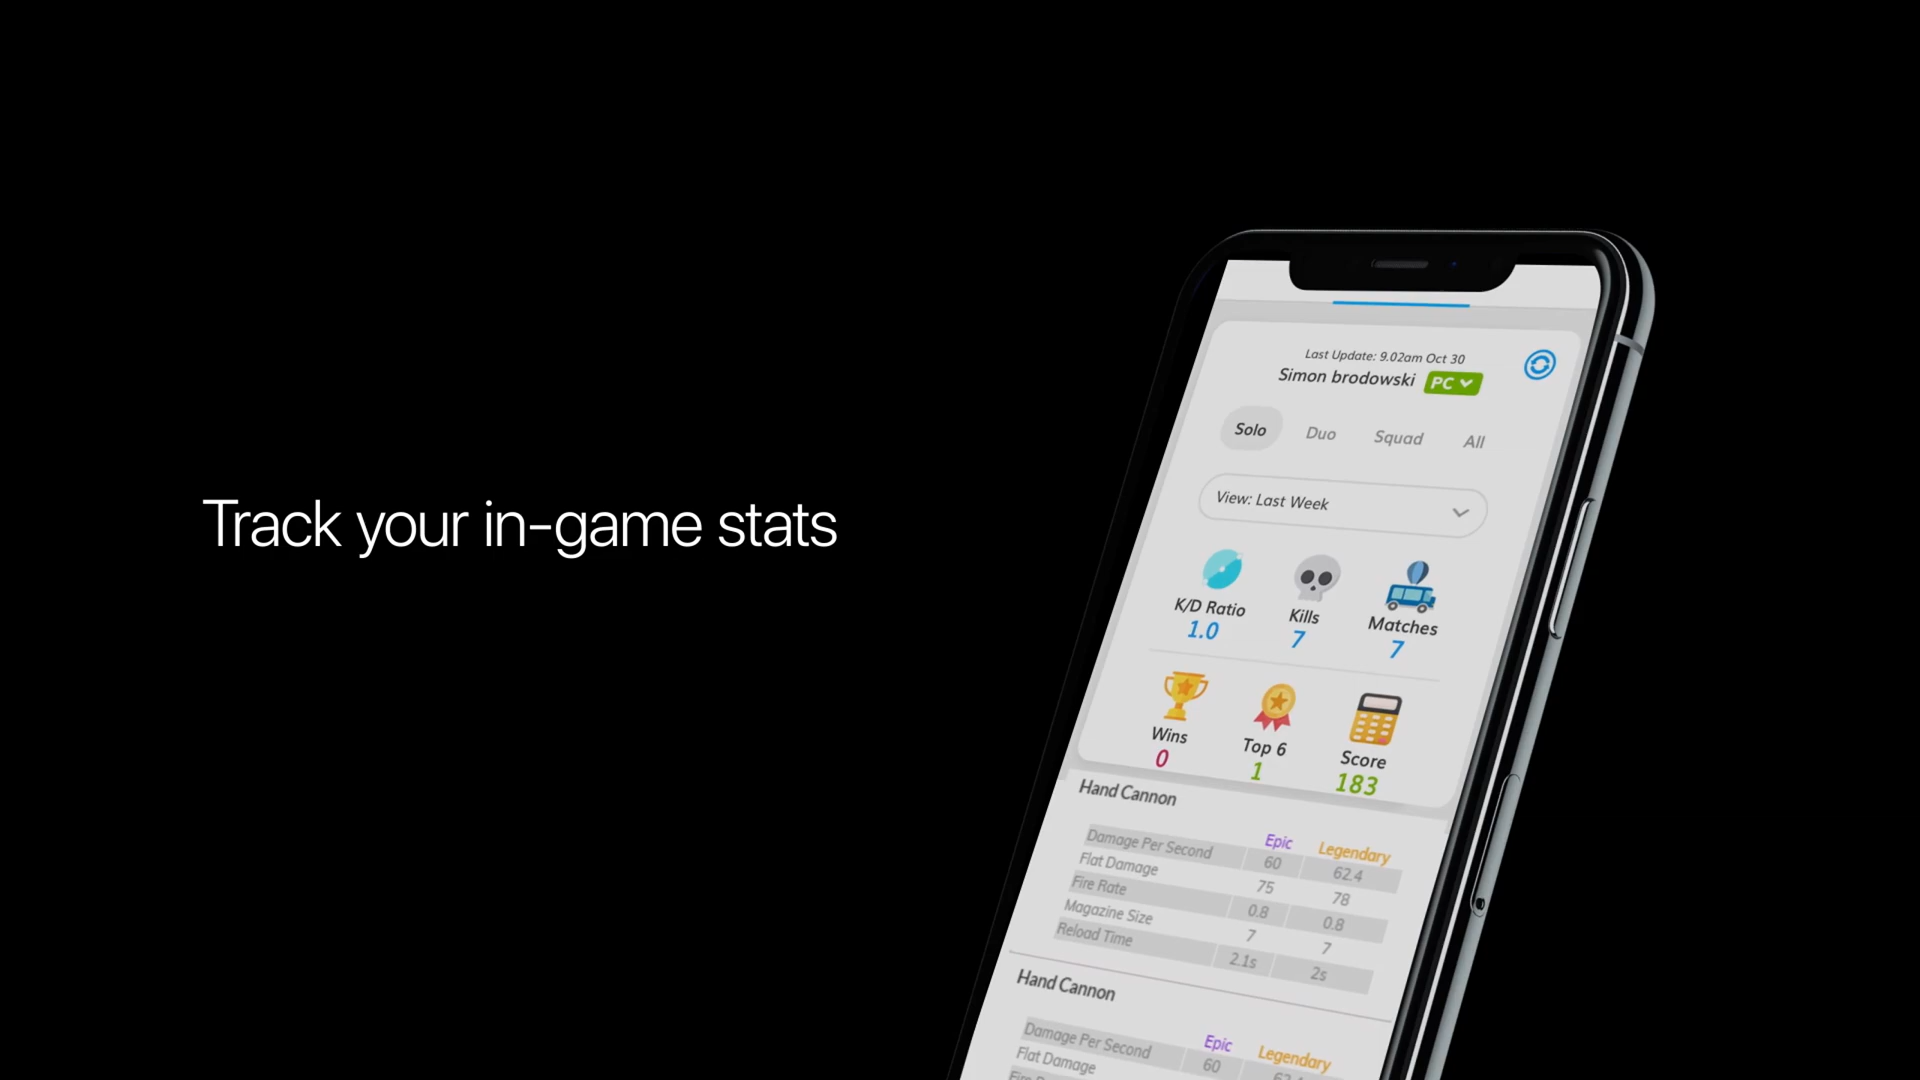 Track your in-game stats
Last Update: 9.02am Oct 30
Simon brodowski PC
Solo Duo Squad All
View: Last Week
K/D Ratio Kills Matches
1.0 7 7
Wins Top 6 Score
0 1 183
Hand Cannon
Epic Legendary
Damage Per Second 60 62.4
Flat Damage 75 78
Fire Rate 0.8 0.8
Magazine Size 7 7
Reload Time 2.1s 2s
Hand Cannon
Epic Legendary
Damage Per Second 60
Flat Damage